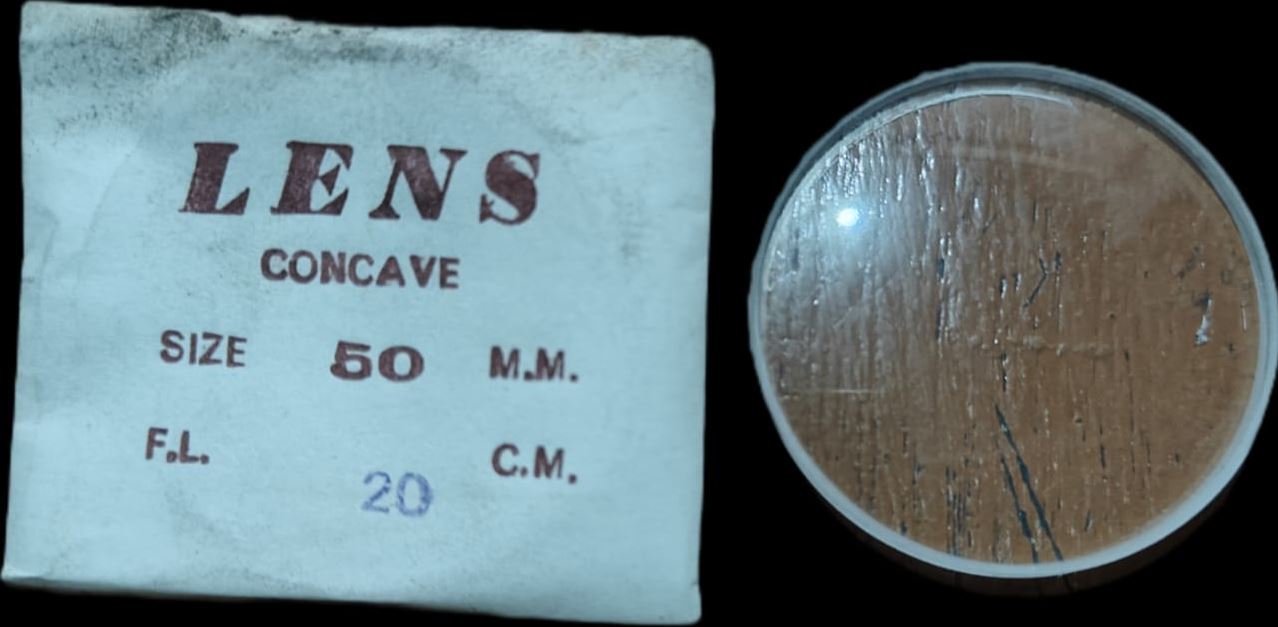 LENS
CONCAVE
SIZE 50 M.M.
F.L. 20 C.M.